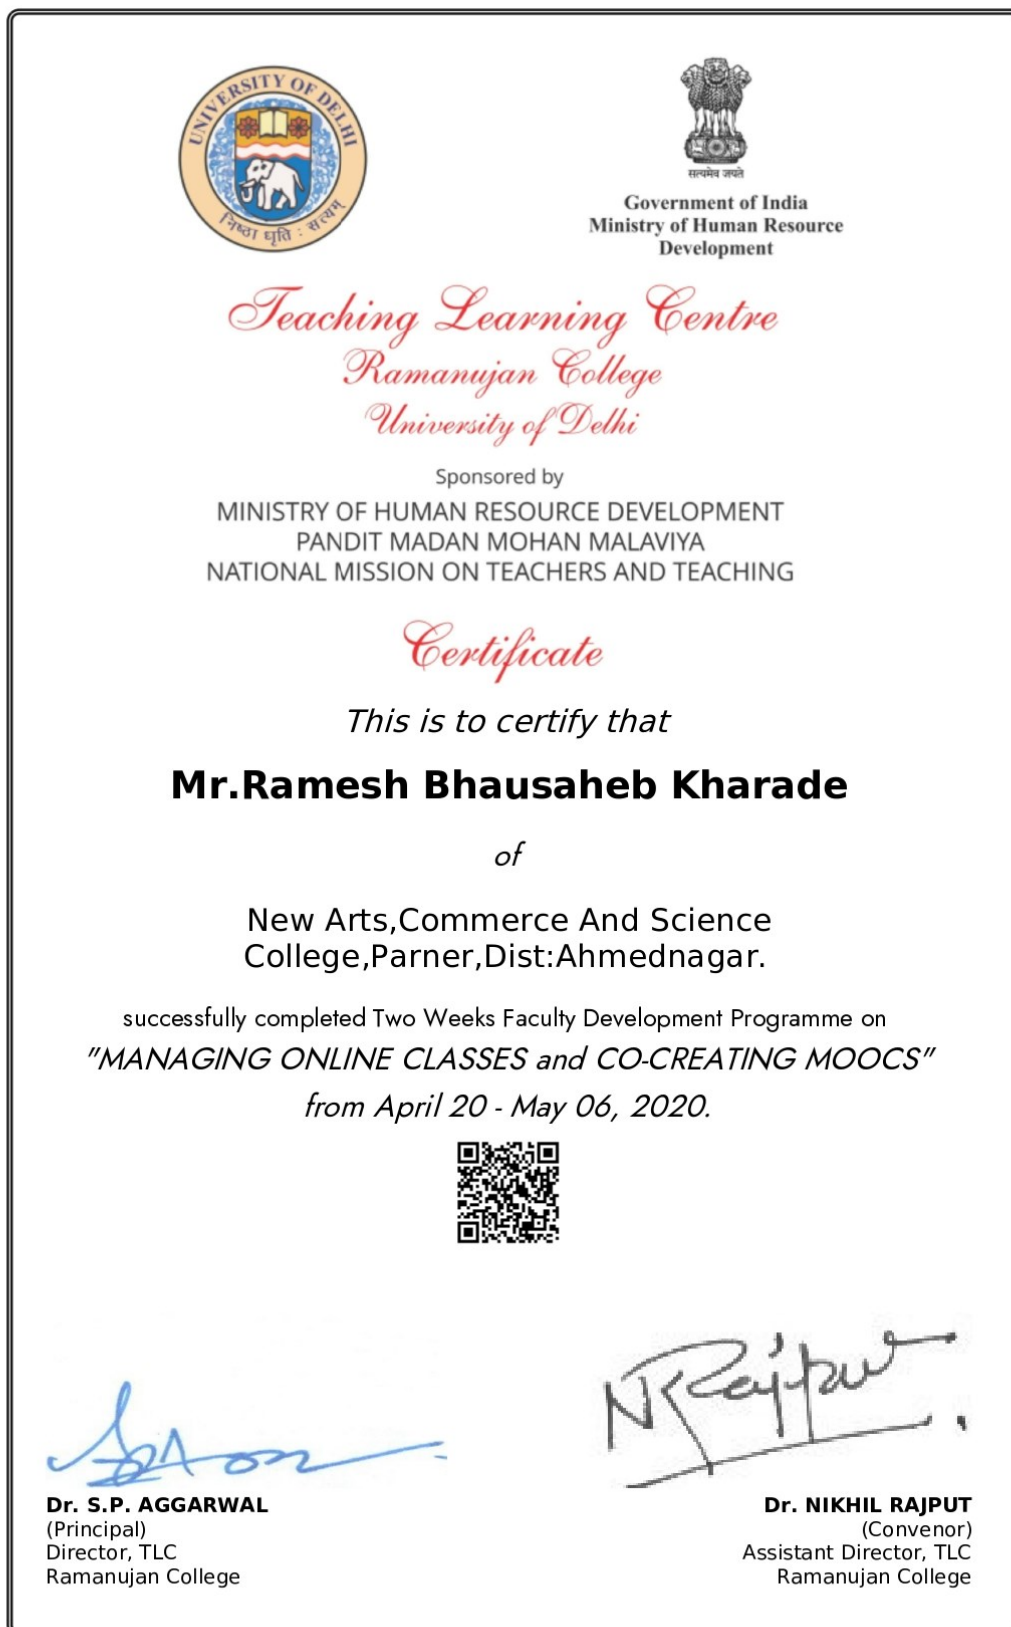 UNIVERSITY OF DELHI
निष्ठा धृति : सत्यम्
सत्यमेव जयते
Government of India
Ministry of Human Resource
Development
Teaching Learning Centre
Ramanujan College
University of Delhi
Sponsored by
MINISTRY OF HUMAN RESOURCE DEVELOPMENT
PANDIT MADAN MOHAN MALAVIYA
NATIONAL MISSION ON TEACHERS AND TEACHING
Certificate
This is to certify that
Mr.Ramesh Bhausaheb Kharade
of
New Arts,Commerce And Science
College,Parner,Dist:Ahmednagar.
successfully completed Two Weeks Faculty Development Programme on
"MANAGING ONLINE CLASSES and CO-CREATING MOOCS"
from April 20 - May 06, 2020.
NRajput
Dr. S.P. AGGARWAL
(Principal)
Director, TLC
Ramanujan College
Dr. NIKHIL RAJPUT
(Convenor)
Assistant Director, TLC
Ramanujan College